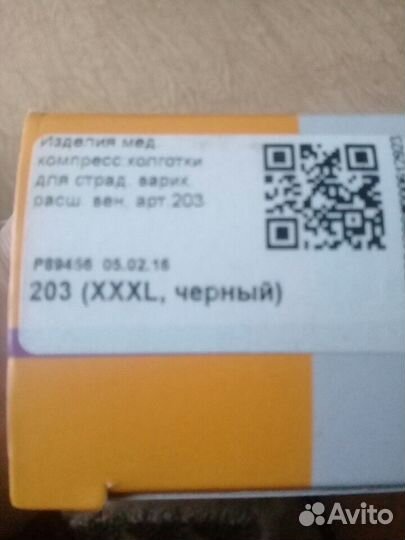 Изделия мед.
компресс.колготки
для страд. варик.
расш. вен, арт.203
P89456 05.02.16
203 (XXXL, черный)
Avito